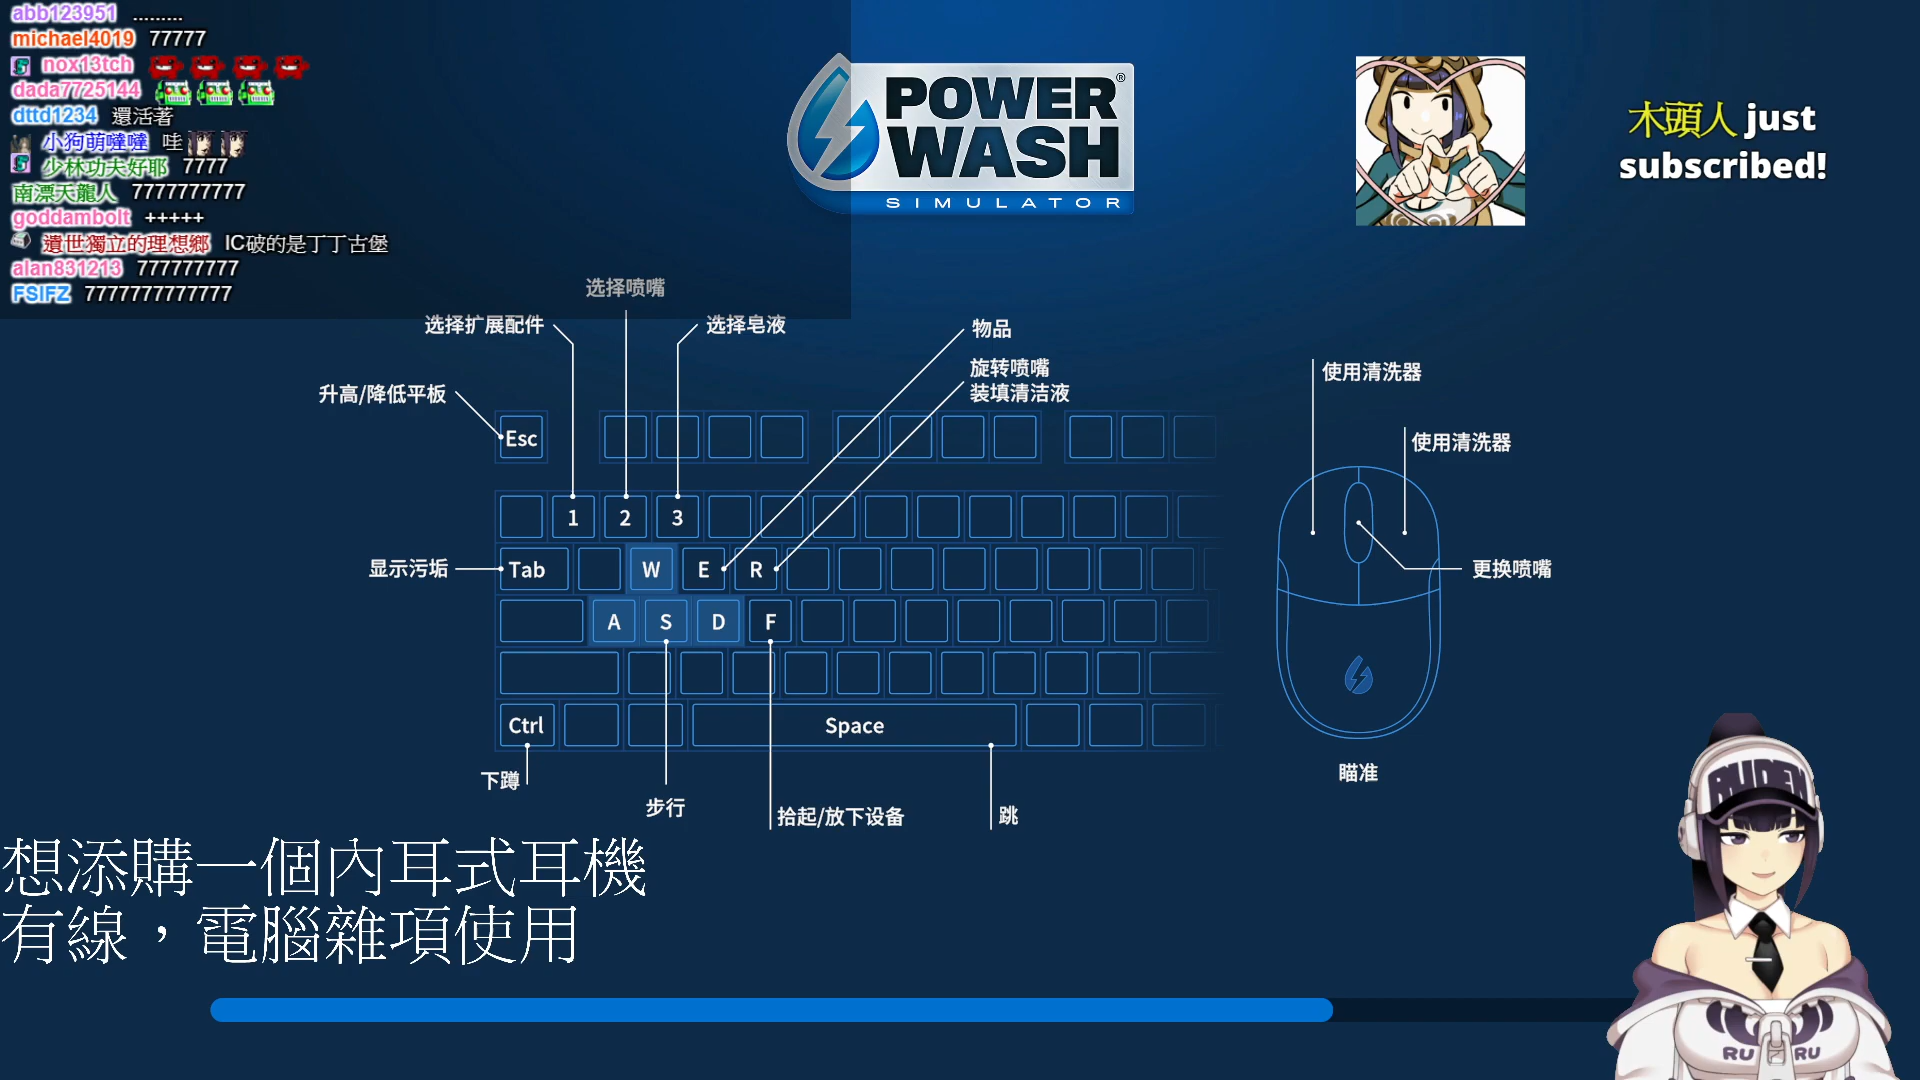 abb123951 .........
michael4019 77777
nox13tch
dada7725144
dttd1234 還活著
小狗萌噠噠 哇
少林功夫好耶 7777
南漂天龍人 7777777777
goddambolt +++++
遺世獨立的理想鄉 IC破的是丁丁古堡
alan831213 777777777
FSIFZ 7777777777777
POWER®
WASH
SIMULATOR
木頭人 just
subscribed!
选择喷嘴
选择扩展配件
选择皂液
物品
旋转喷嘴
装填清洁液
升高/降低平板
使用清洗器
使用清洗器
Esc
1 2 3
显示污垢
Tab W E R
更换喷嘴
A S D F
Ctrl Space
下蹲
步行
拾起/放下设备
跳
瞄准
想添購一個內耳式耳機
有線，電腦雜項使用
RUDEN
RU RU